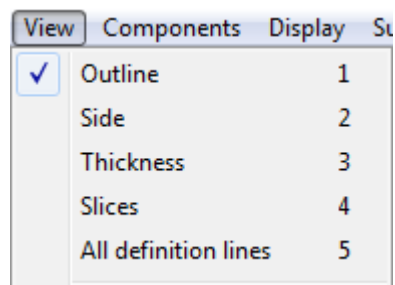 View Components Display
Outline 1
Side 2
Thickness 3
Slices 4
All definition lines 5